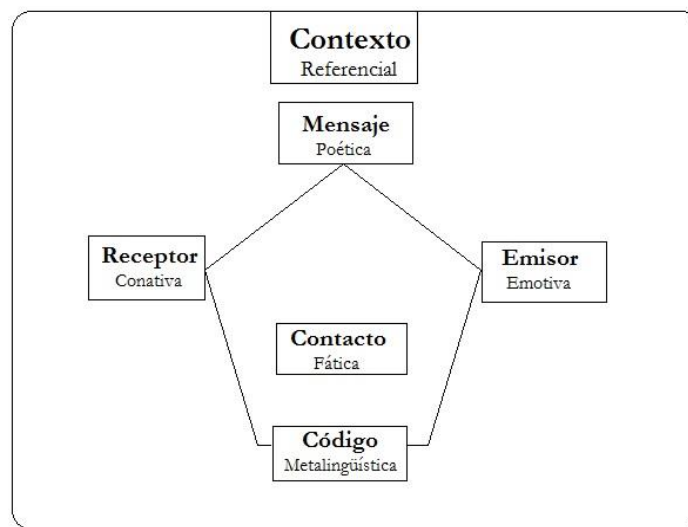 Contexto
Referencial
Mensaje
Poética
Receptor
Conativa
Emisor
Emotiva
Contacto
Fática
Código
Metalingüística